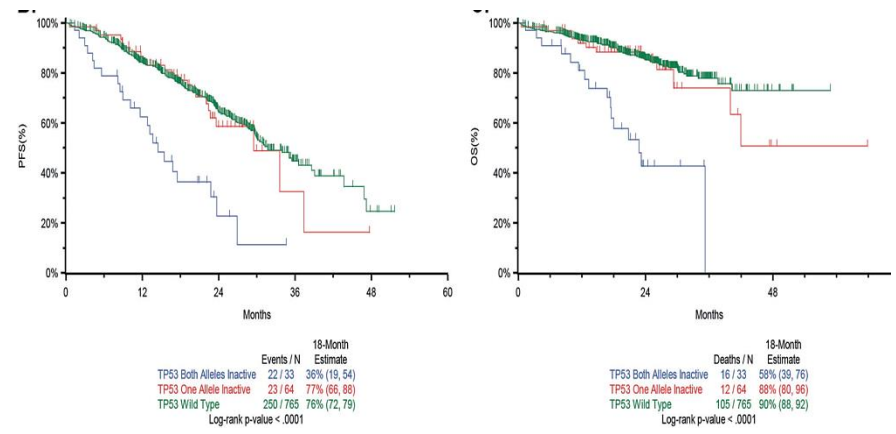 100%
80%
60%
40%
20%
0%
PFS(%)
0 12 24 36 48 60
Months
18-Month
Events / N Estimate
TP53 Both Alleles Inactive 22 / 33 36% (19, 54)
TP53 One Allele Inactive 23 / 64 77% (66, 88)
TP53 Wild Type 250 / 765 76% (72, 79)
Log-rank p-value < .0001
100%
80%
60%
40%
20%
0%
OS(%)
0 24 48
Months
18-Month
Deaths / N Estimate
TP53 Both Alleles Inactive 16 / 33 58% (39, 76)
TP53 One Allele Inactive 12 / 64 88% (80, 96)
TP53 Wild Type 105 / 765 90% (88, 92)
Log-rank p-value < .0001